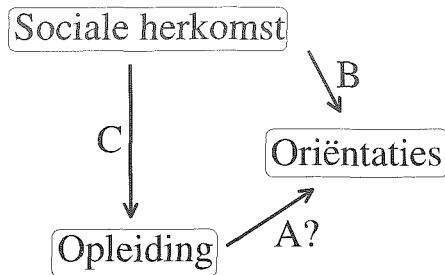 Sociale herkomst
B
C
Oriëntaties
Opleiding
A?